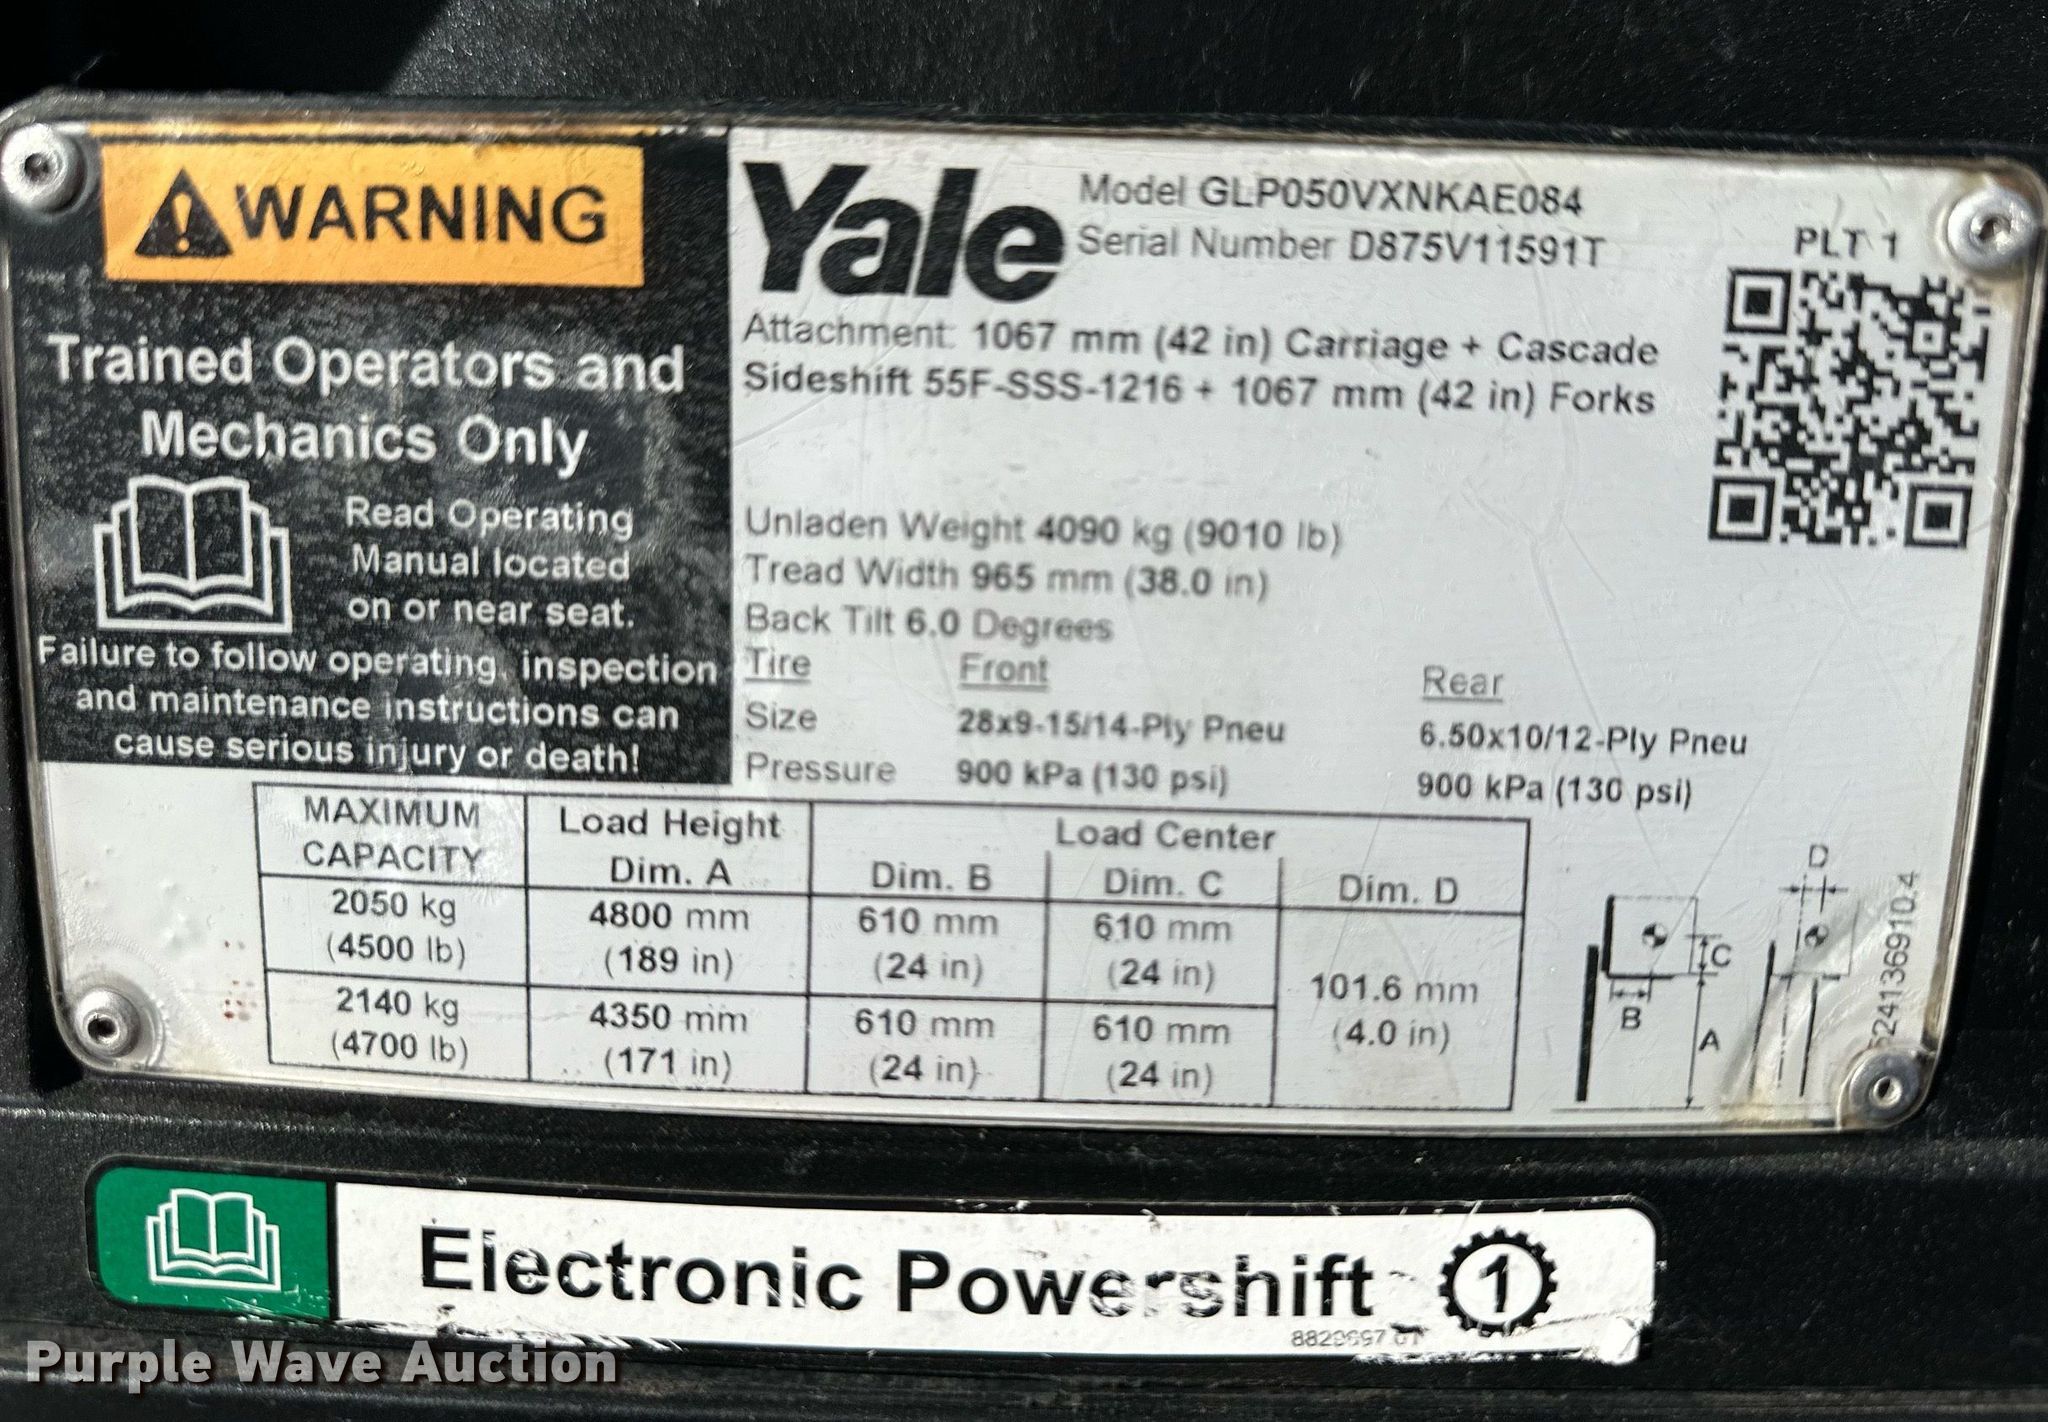 WARNING
Trained Operators and
Mechanics Only
Read Operating
Manual located
on or near seat.
Failure to follow operating, inspection
and maintenance instructions can
cause serious injury or death!
Yale
Model GLP050VXNKAE084
Serial Number D875V11591T
PLT 1
Attachment: 1067 mm (42 in) Carriage + Cascade
Sideshift 55F-SSS-1216 + 1067 mm (42 in) Forks
Unladen Weight 4090 kg (9010 lb)
Tread Width 965 mm (38.0 in)
Back Tilt 6.0 Degrees
Tire Front Rear
Size 28x9-15/14-Ply Pneu 6.50x10/12-Ply Pneu
Pressure 900 kPa (130 psi) 900 kPa (130 psi)
MAXIMUM CAPACITY
Load Height Dim. A
Load Center
Dim. B Dim. C Dim. D
2050 kg 4800 mm 610 mm 610 mm
(4500 lb) (189 in) (24 in) (24 in)
101.6 mm
(4.0 in)
2140 kg 4350 mm 610 mm 610 mm
(4700 lb) (171 in) (24 in) (24 in)
D
C
B
A
Electronic Powershift 1
Purple Wave Auction